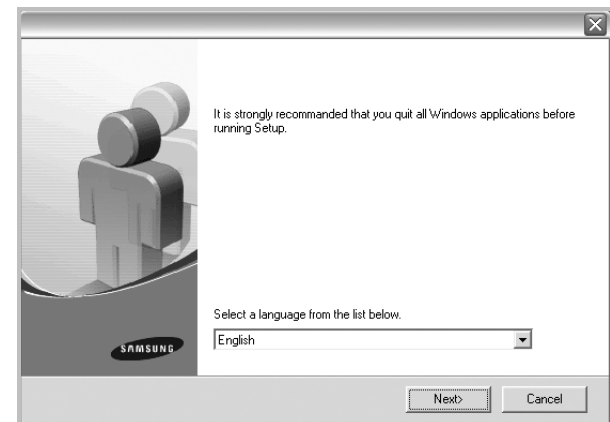 It is strongly recommanded that you quit all Windows applications before
running Setup.
Select a language from the list below.
English
SAMSUNG
Next>
Cancel